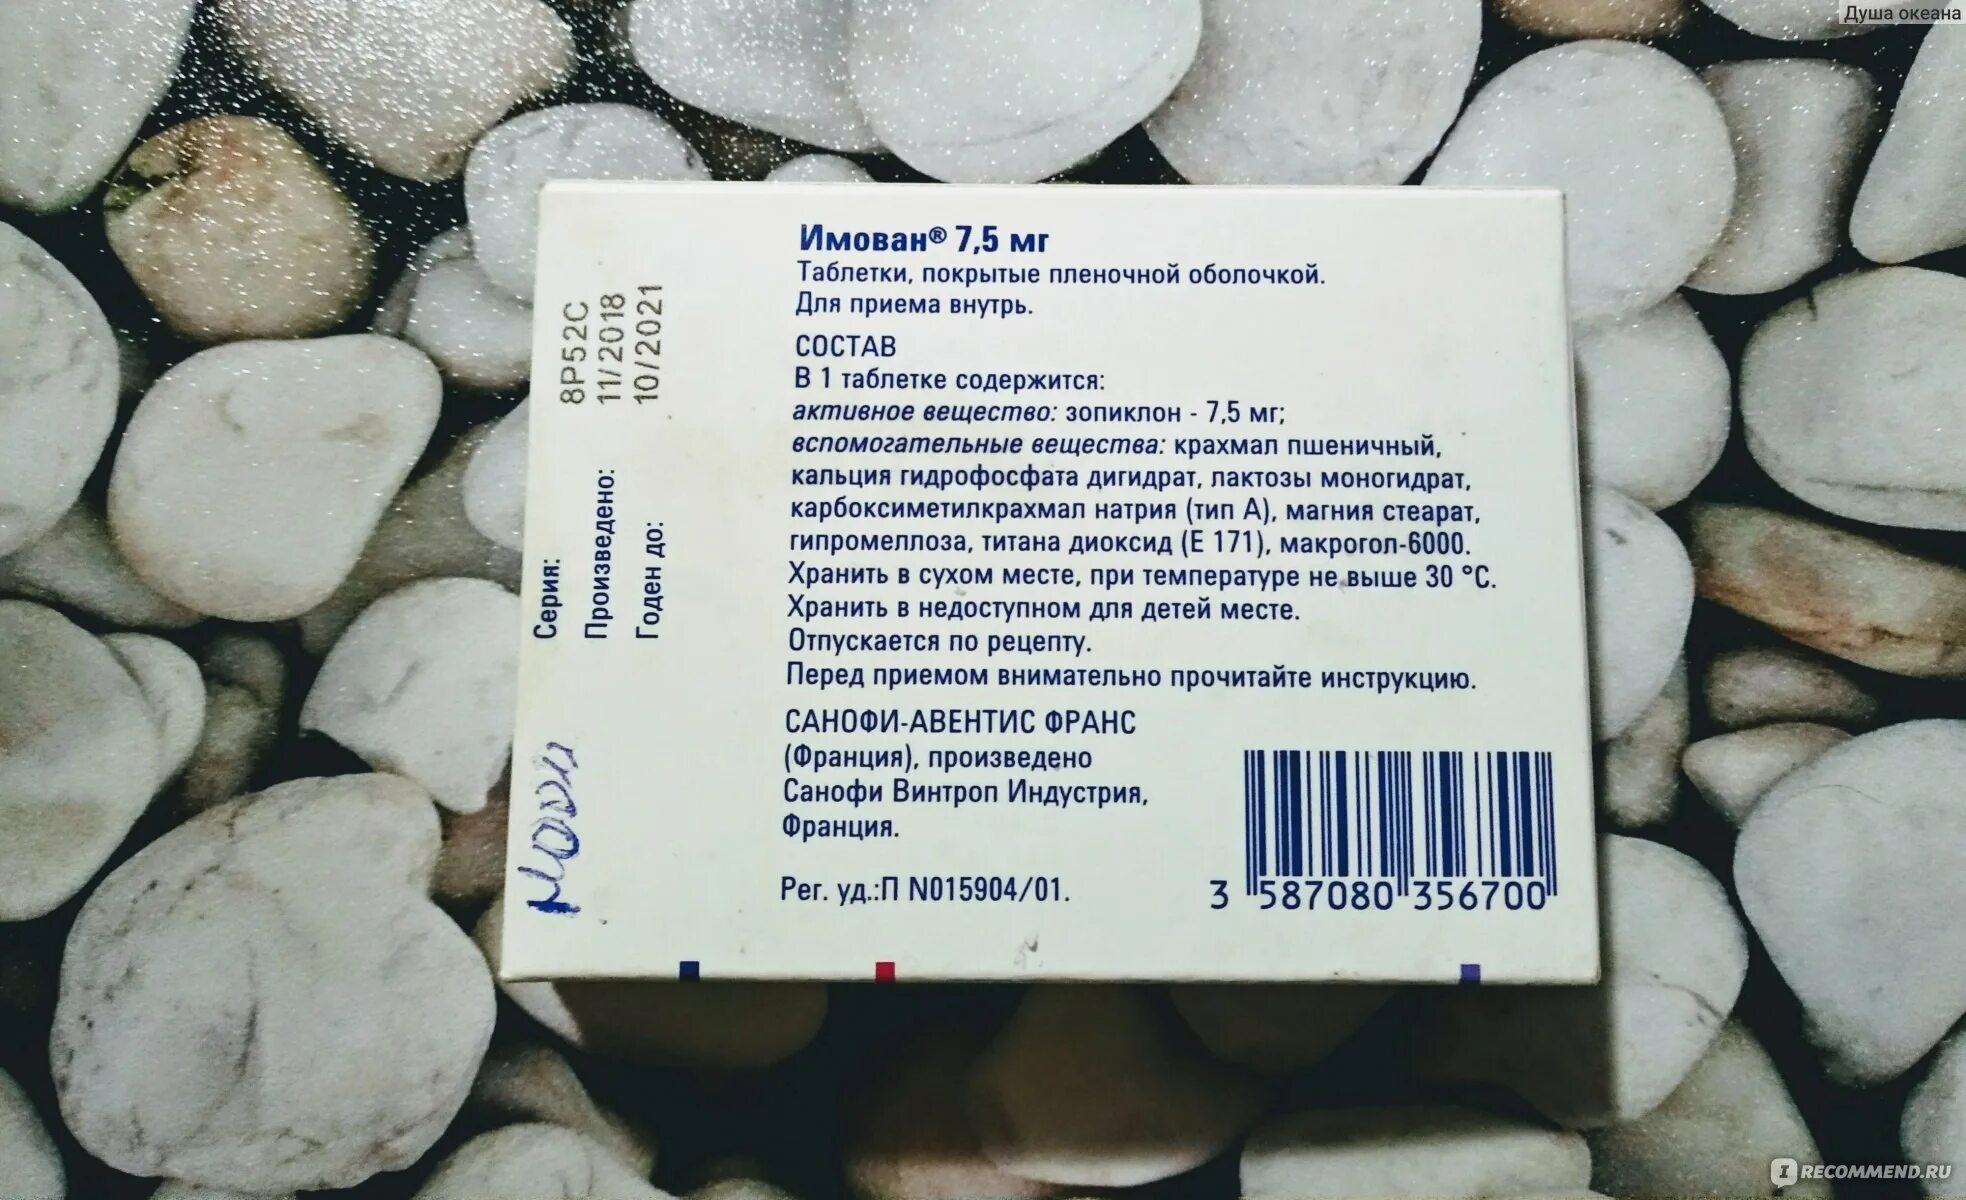 Душа океана
Имован® 7,5 мг
Таблетки, покрытые пленочной оболочкой.
Для приема внутрь.
СОСТАВ
В 1 таблетке содержится:
активное вещество: зопиклон - 7,5 мг;
вспомогательные вещества: крахмал пшеничный,
кальция гидрофосфата дигидрат, лактозы моногидрат,
карбоксиметилкрахмал натрия (тип А), магния стеарат,
гипромеллоза, титана диоксид (Е 171), макрогол-6000.
Хранить в сухом месте, при температуре не выше 30 °С.
Хранить в недоступном для детей месте.
Отпускается по рецепту.
Перед приемом внимательно прочитайте инструкцию.
САНОФИ-АВЕНТИС ФРАНС
(Франция), произведено
Санофи Винтроп Индустрия,
Франция.
Рег. уд.:П N015904/01.
3 587080 356700
Серия: 8P52C
Произведено: 11/2018
Годен до: 10/2021
IRECOMMEND.RU